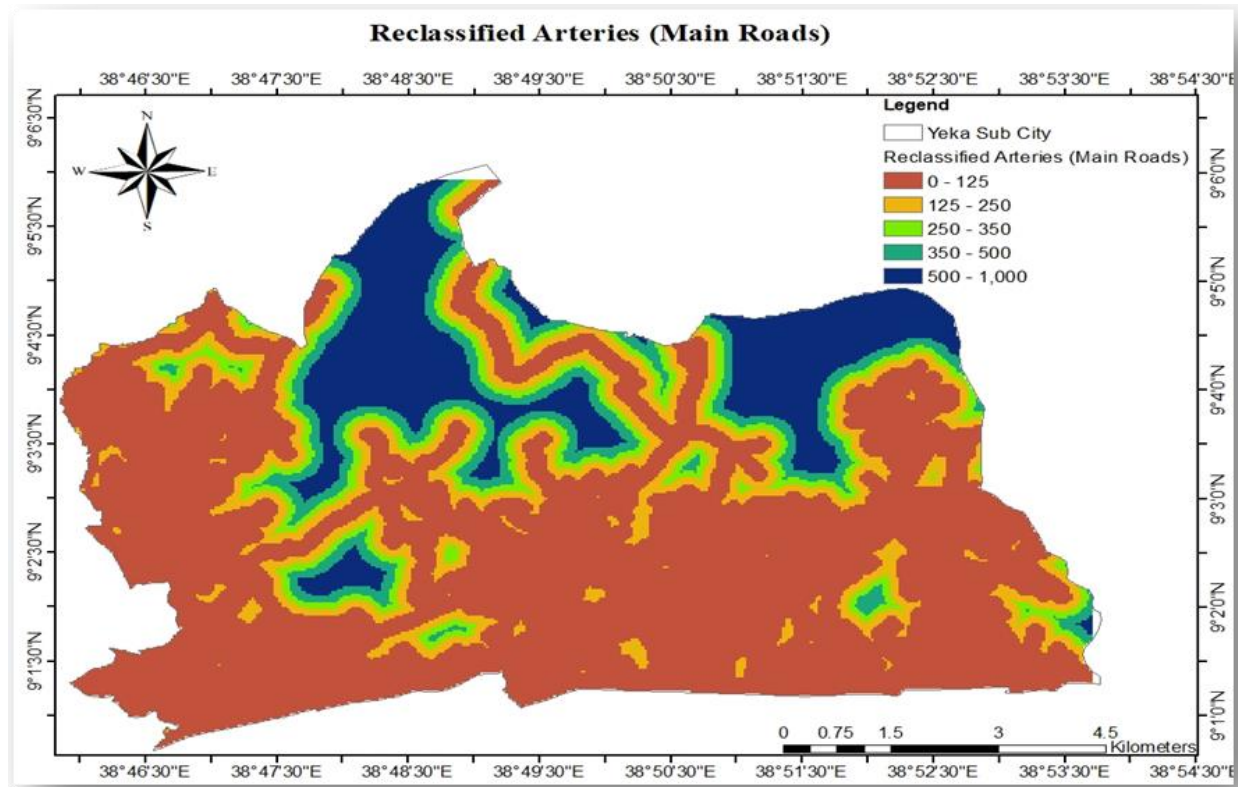 Reclassified Arteries (Main Roads)
38°46'30"E 38°47'30"E 38°48'30"E 38°49'30"E 38°50'30"E 38°51'30"E 38°52'30"E 38°53'30"E 38°54'30"E
Legend
Yeka Sub City
Reclassified Arteries (Main Roads)
0 - 125
125 - 250
250 - 350
350 - 500
500 - 1,000
N
W
E
S
9°6'30"N
9°5'30"N
9°4'30"N
9°3'30"N
9°2'30"N
9°1'30"N
9°6'0"N
9°5'0"N
9°4'0"N
9°3'0"N
9°2'0"N
9°1'0"N
0 0.75 1.5 3 4.5
Kilometers
38°46'30"E 38°47'30"E 38°48'30"E 38°49'30"E 38°50'30"E 38°51'30"E 38°52'30"E 38°53'30"E 38°54'30"E